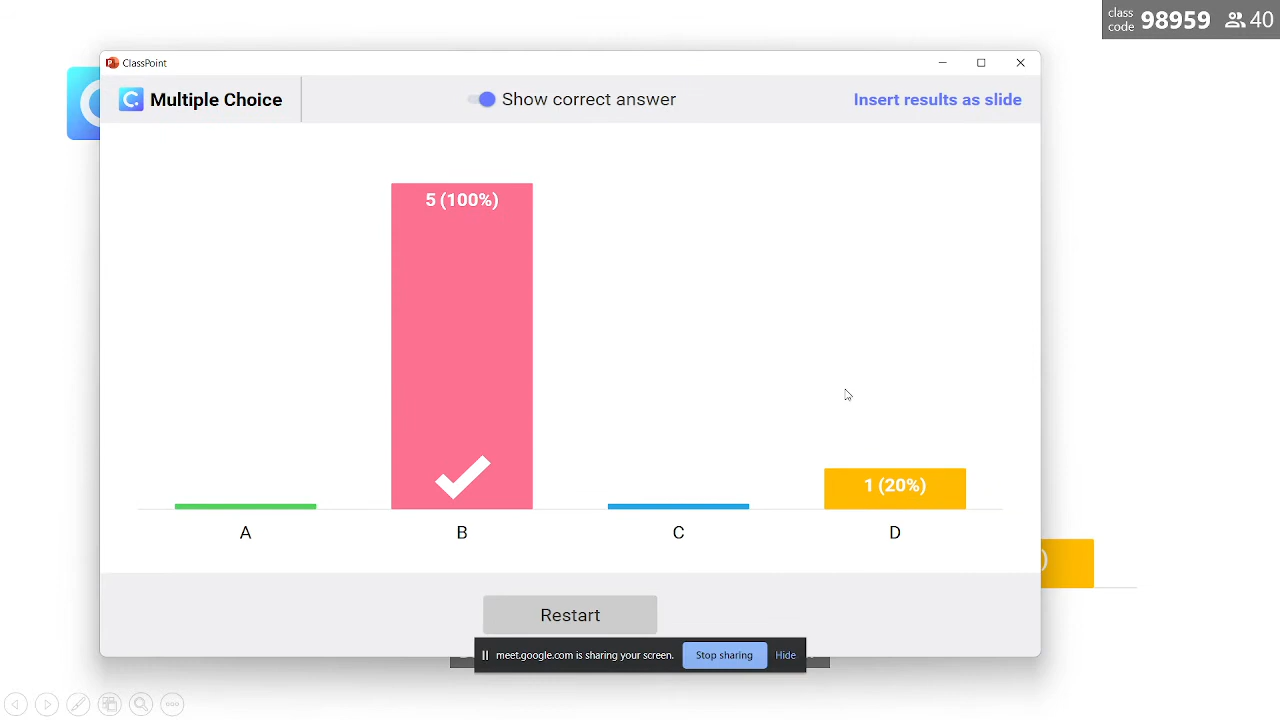 class
code 98959 40
ClassPoint
Multiple Choice
Show correct answer
Insert results as slide
5 (100%)
1 (20%)
A
B
C
D
)
Restart
meet.google.com is sharing your screen.
Stop sharing
Hide